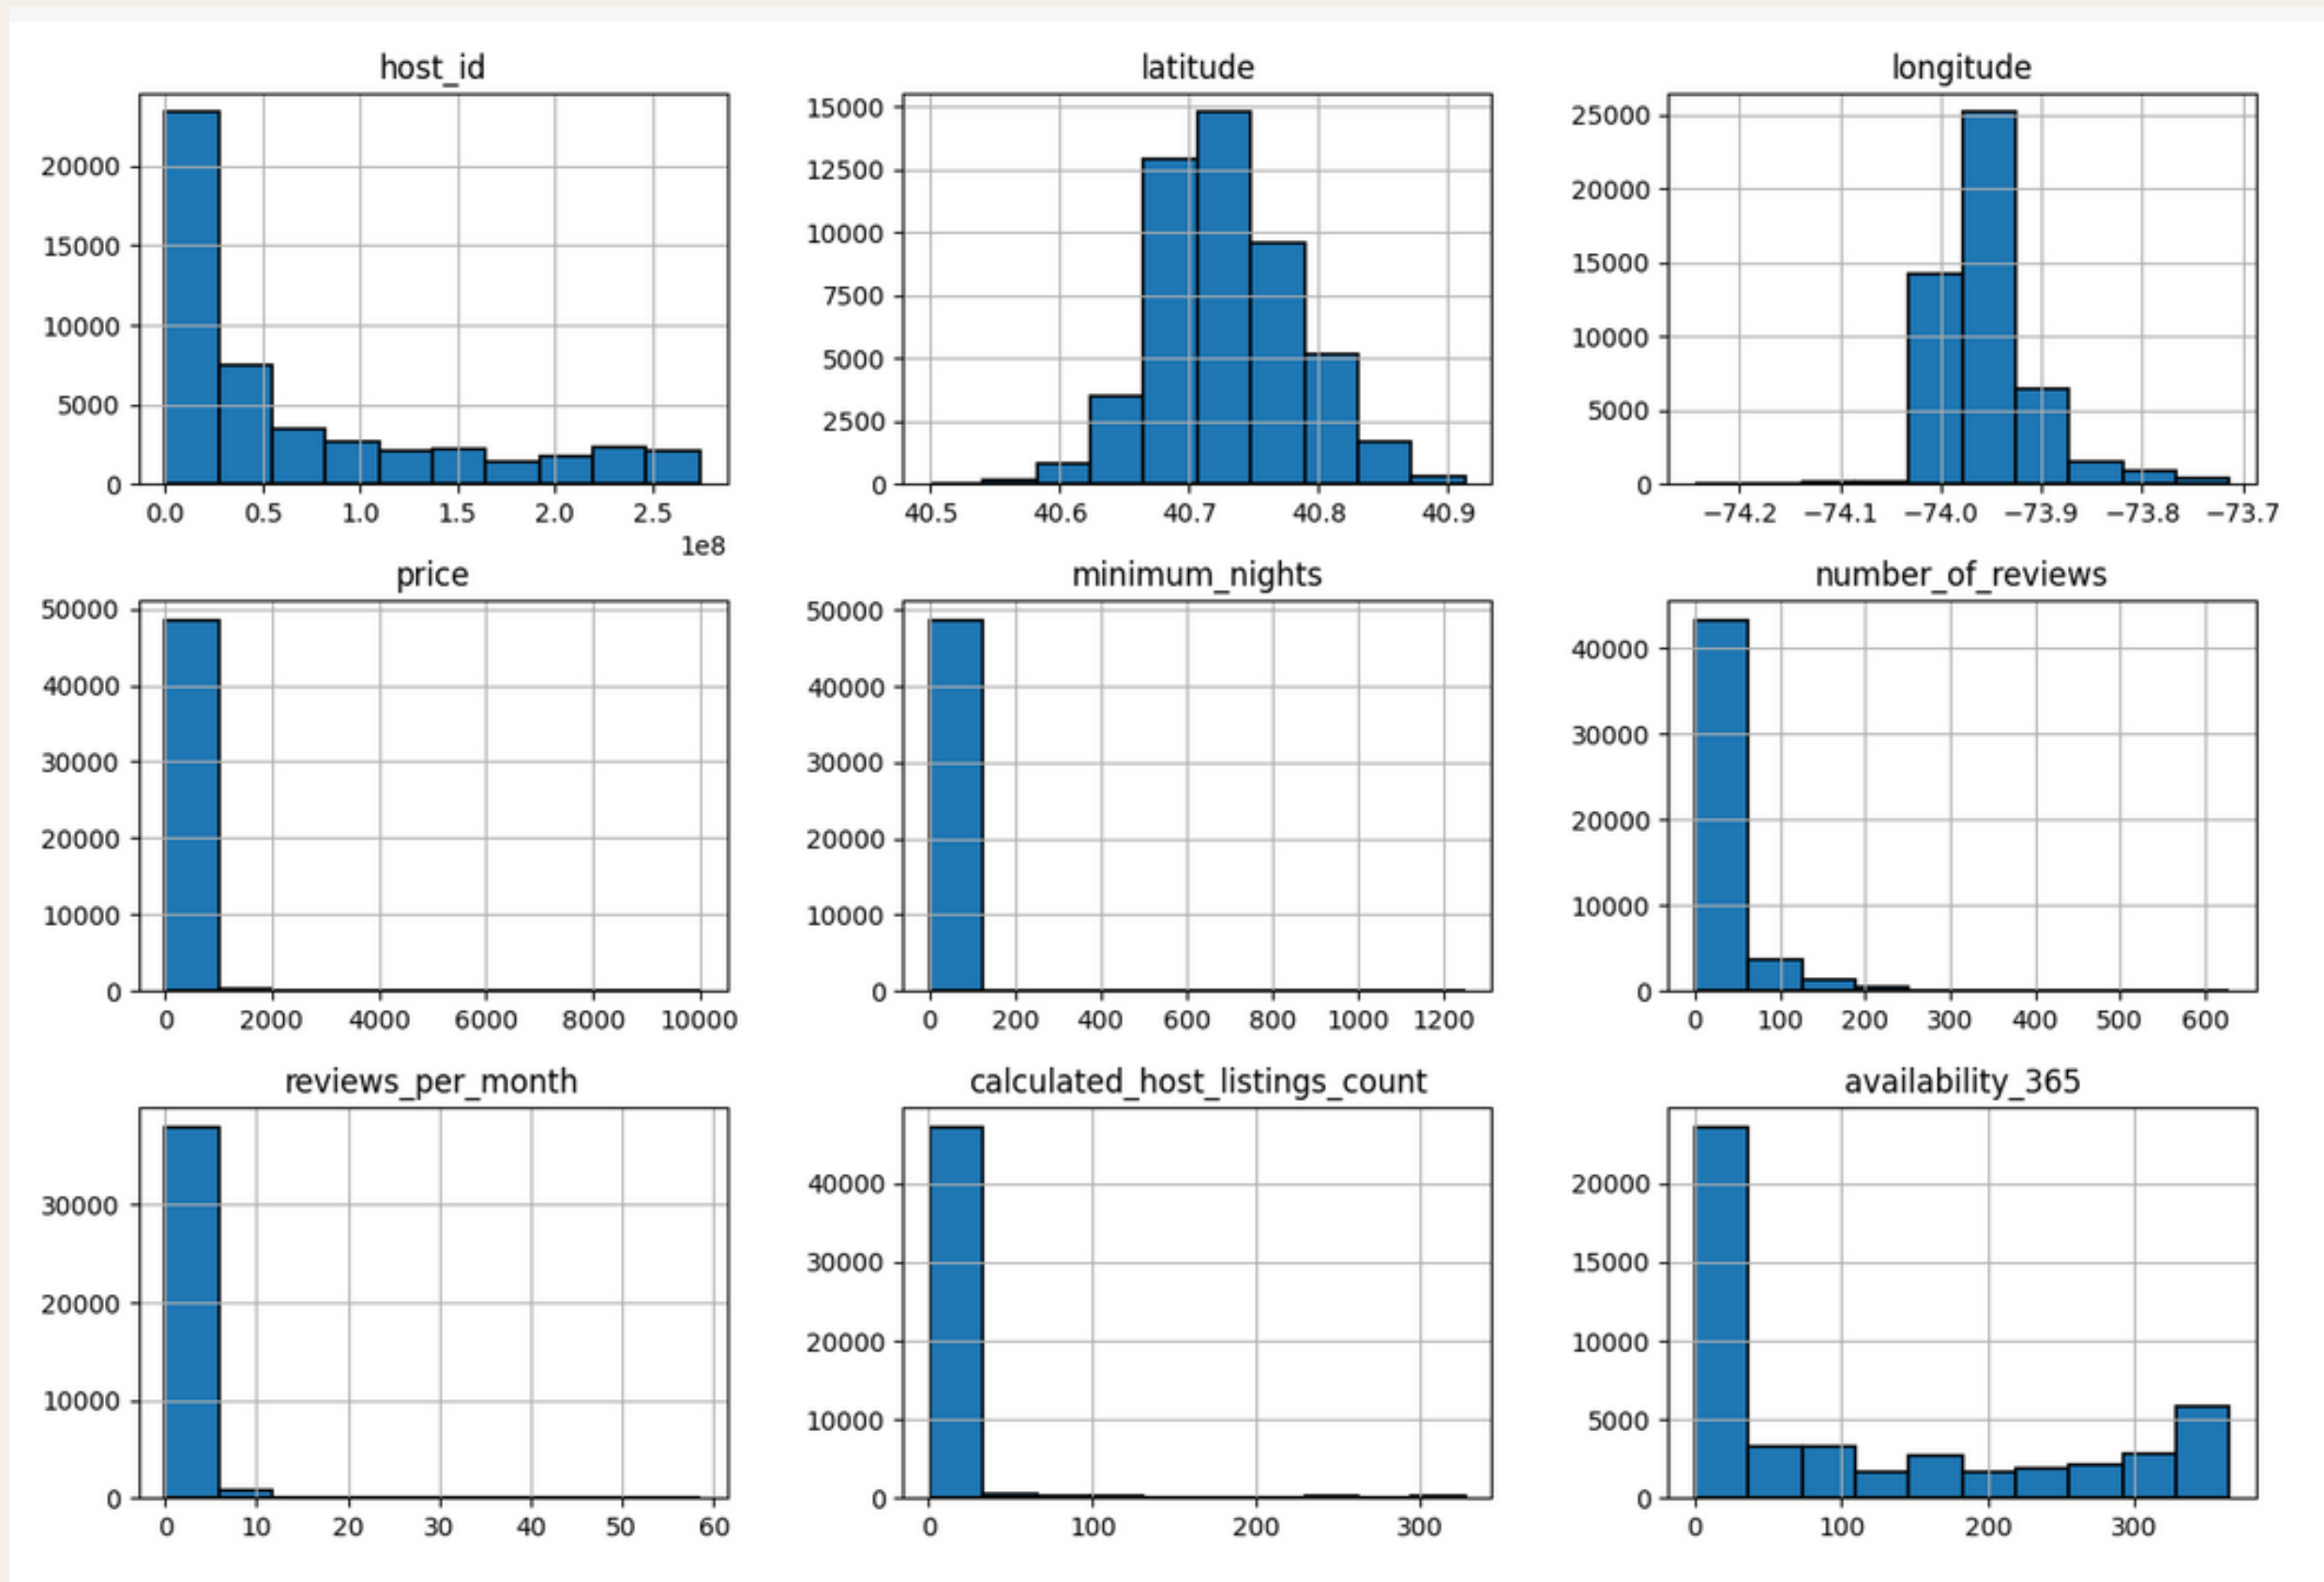 host_id
20000
15000
10000
5000
0
0.0 0.5 1.0 1.5 2.0 2.5
1e8
latitude
15000
12500
10000
7500
5000
2500
0
40.5 40.6 40.7 40.8 40.9
longitude
25000
20000
15000
10000
5000
0
−74.2 −74.1 −74.0 −73.9 −73.8 −73.7
price
50000
40000
30000
20000
10000
0
0 2000 4000 6000 8000 10000
minimum_nights
50000
40000
30000
20000
10000
0
0 200 400 600 800 1000 1200
number_of_reviews
40000
30000
20000
10000
0
0 100 200 300 400 500 600
reviews_per_month
30000
20000
10000
0
0 10 20 30 40 50 60
calculated_host_listings_count
40000
30000
20000
10000
0
0 100 200 300
availability_365
20000
15000
10000
5000
0
0 100 200 300